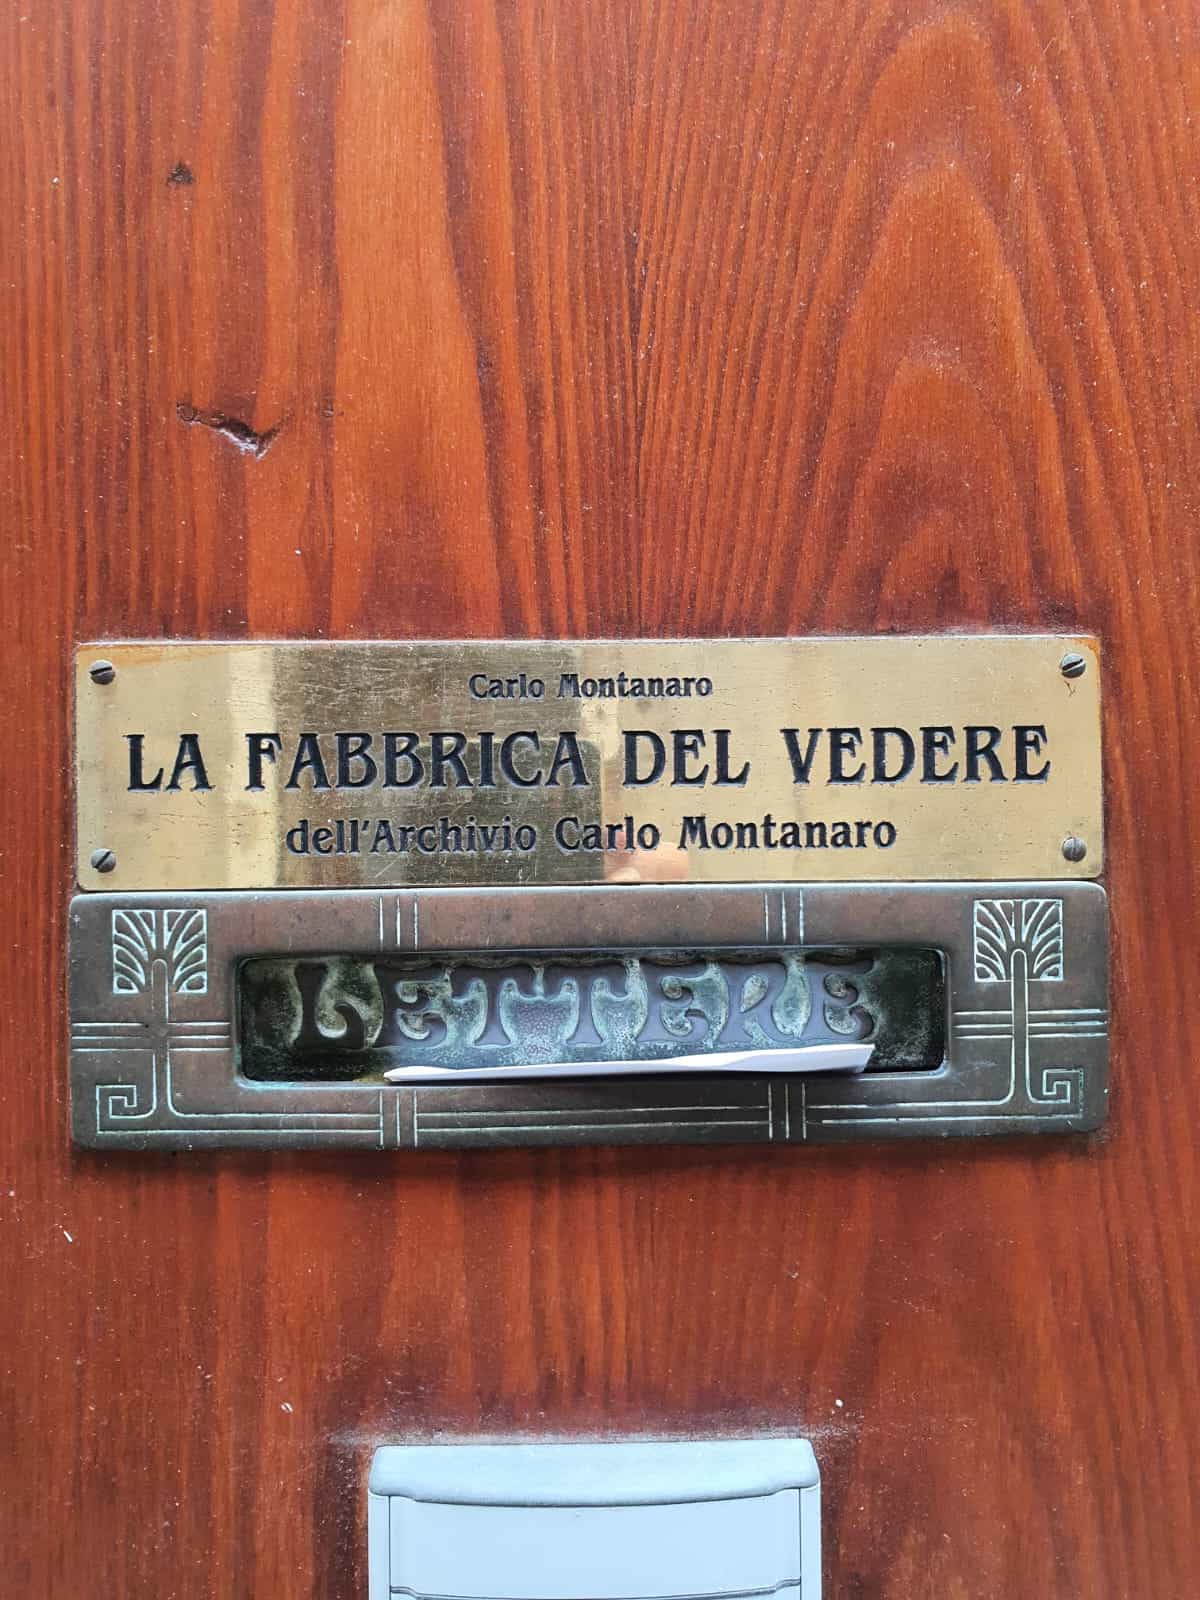 Carlo Montanaro
LA FABBRICA DEL VEDERE
dell'Archivio Carlo Montanaro
LETTERE